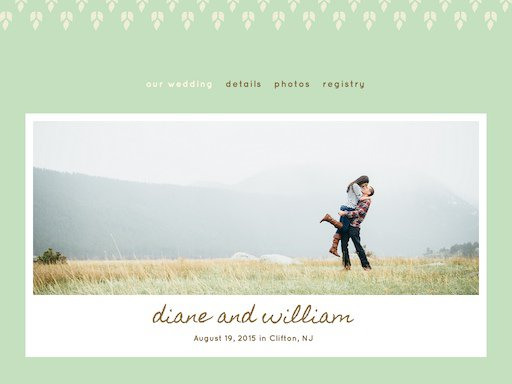 our wedding details photos registry
diane and william
August 19, 2015 in Clifton, NJ